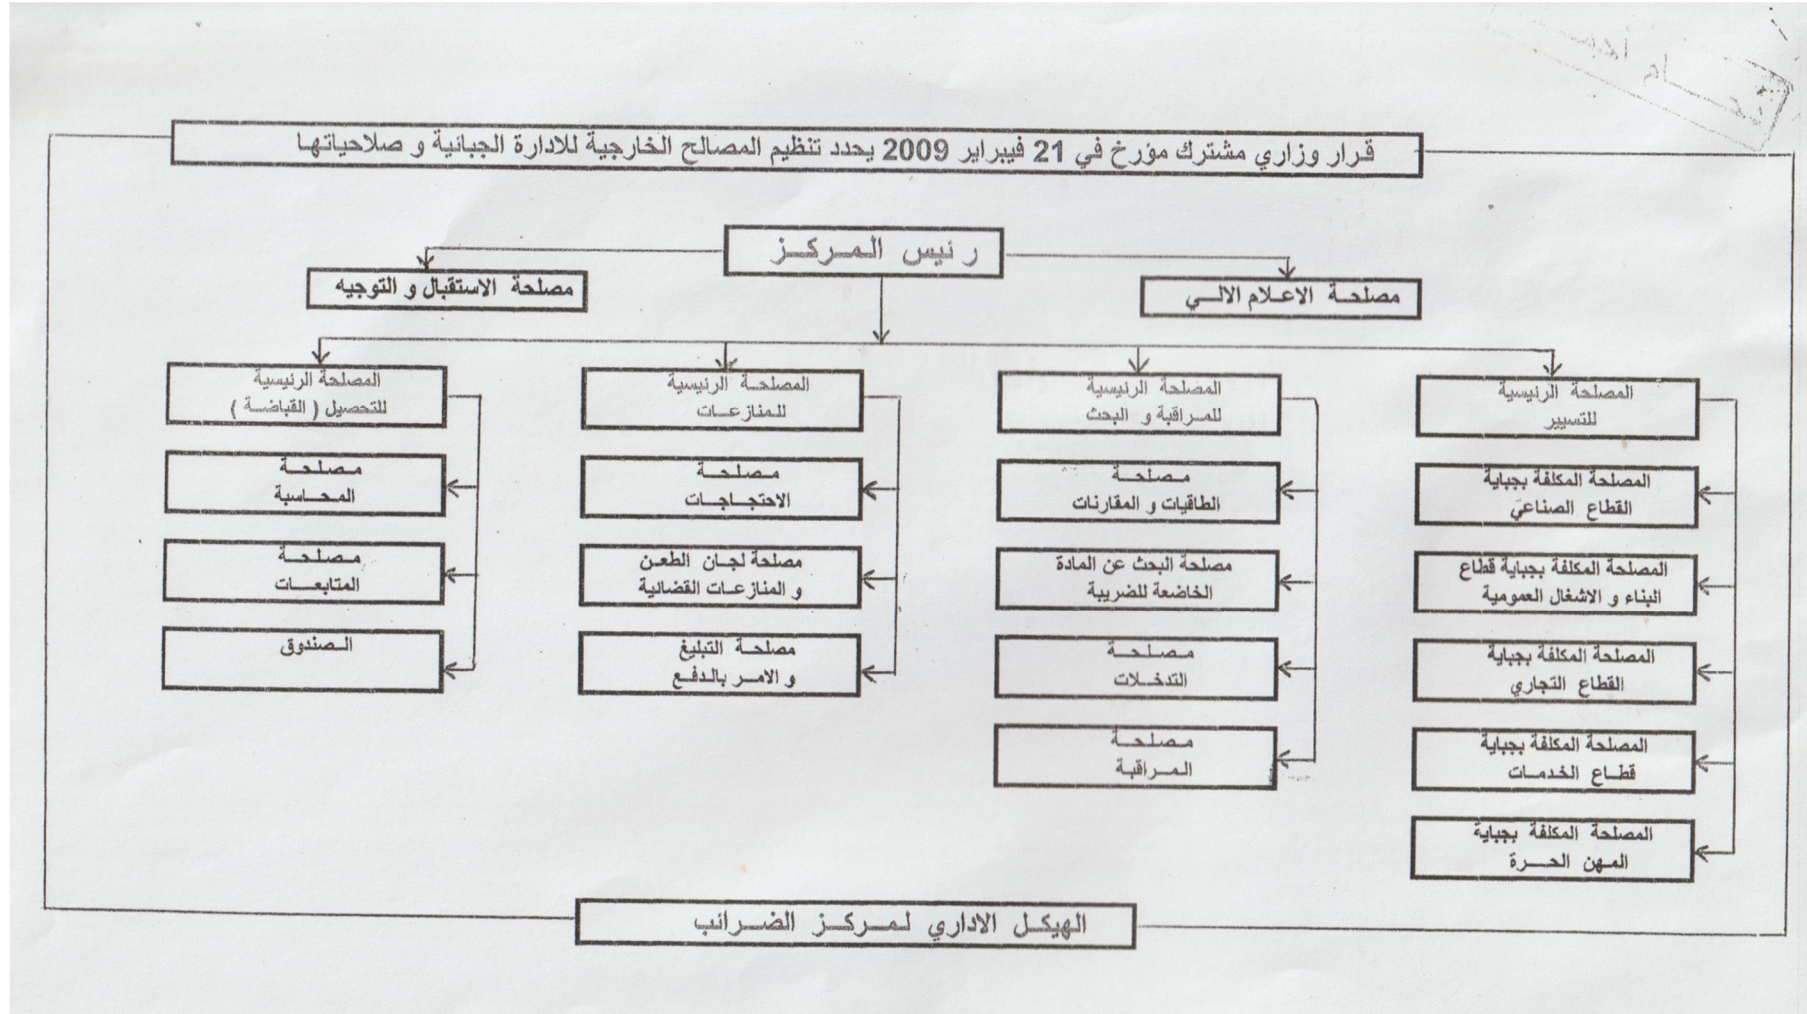 قرار وزاري مشترك مؤرخ في 21 فيبراير 2009 يحدد تنظيم المصالح الخارجية للادارة الجبائية و صلاحياتها
رئيس المركز
مصلحة الاعلام الالي
مصلحة الاستقبال و التوجيه
المصلحة الرئيسية
للتسيير
المصلحة المكلفة بجباية
القطاع الصناعي
المصلحة المكلفة بجباية قطاع
البناء و الاشغال العمومية
المصلحة المكلفة بجباية
القطاع التجاري
المصلحة المكلفة بجباية
قطاع الخدمات
المصلحة المكلفة بجباية
المهن الحرة
المصلحة الرئيسية
للمراقبة و البحث
مصلحة
الطاقيات و المقارنات
مصلحة البحث عن المادة
الخاضعة للضريبة
مصلحة
التدخلات
مصلحة
المراقبة
المصلحة الرئيسية
للمنازعات
مصلحة
الاحتجاجات
مصلحة لجان الطعن
و المنازعات القضائية
مصلحة التبليغ
و الامر بالدفع
المصلحة الرئيسية
للتحصيل ( القباضة )
مصلحة
المحاسبة
مصلحة
المتابعات
الصندوق
الهيكل الاداري لمركز الضرائب